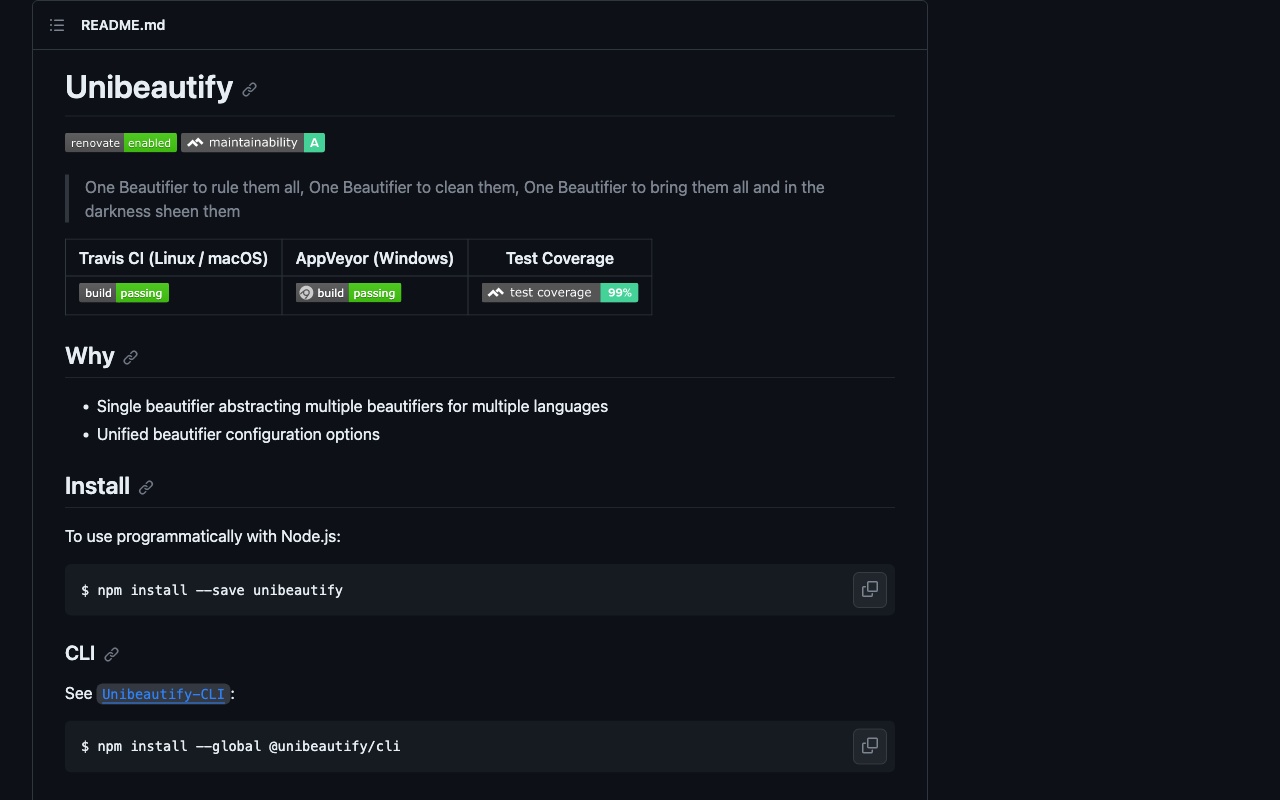 README.md
Unibeautify
renovate enabled maintainability A
One Beautifier to rule them all, One Beautifier to clean them, One Beautifier to bring them all and in the
darkness sheen them
Travis CI (Linux / macOS) AppVeyor (Windows) Test Coverage
build passing build passing test coverage 99%
Why
• Single beautifier abstracting multiple beautifiers for multiple languages
• Unified beautifier configuration options
Install
To use programmatically with Node.js:
$ npm install --save unibeautify
CLI
See Unibeautify-CLI:
$ npm install --global @unibeautify/cli